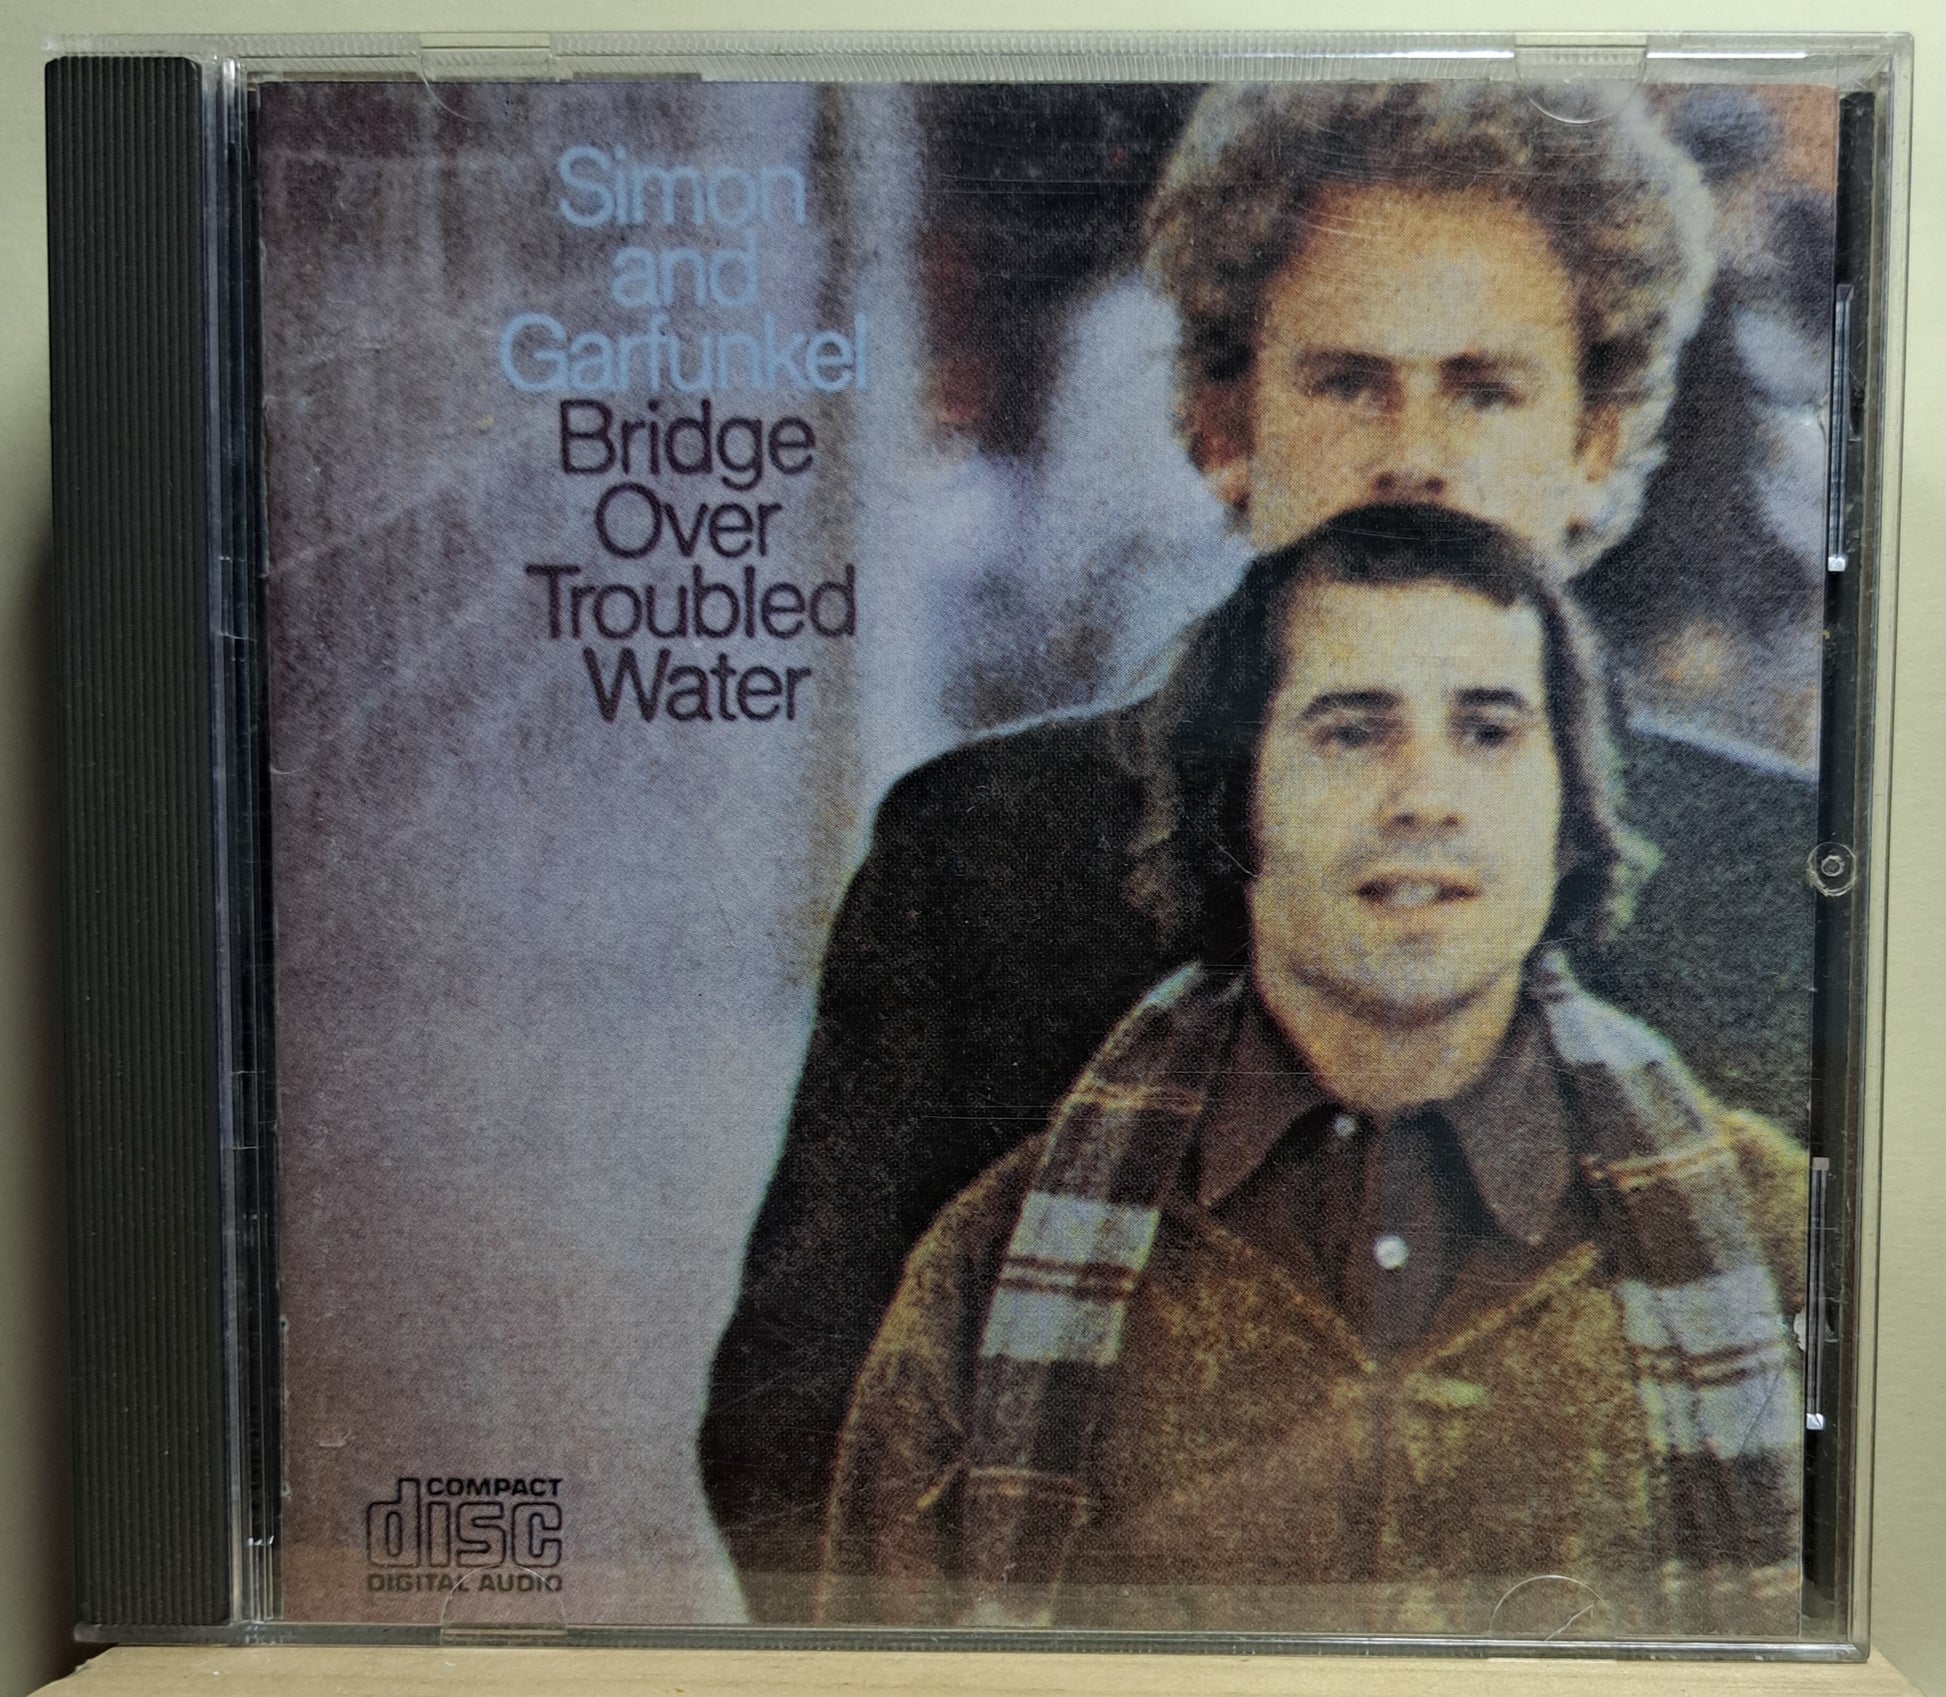 Simon
and
Garfunkel
Bridge
Over
Troubled
Water
COMPACT
disc
DIGITAL AUDIO